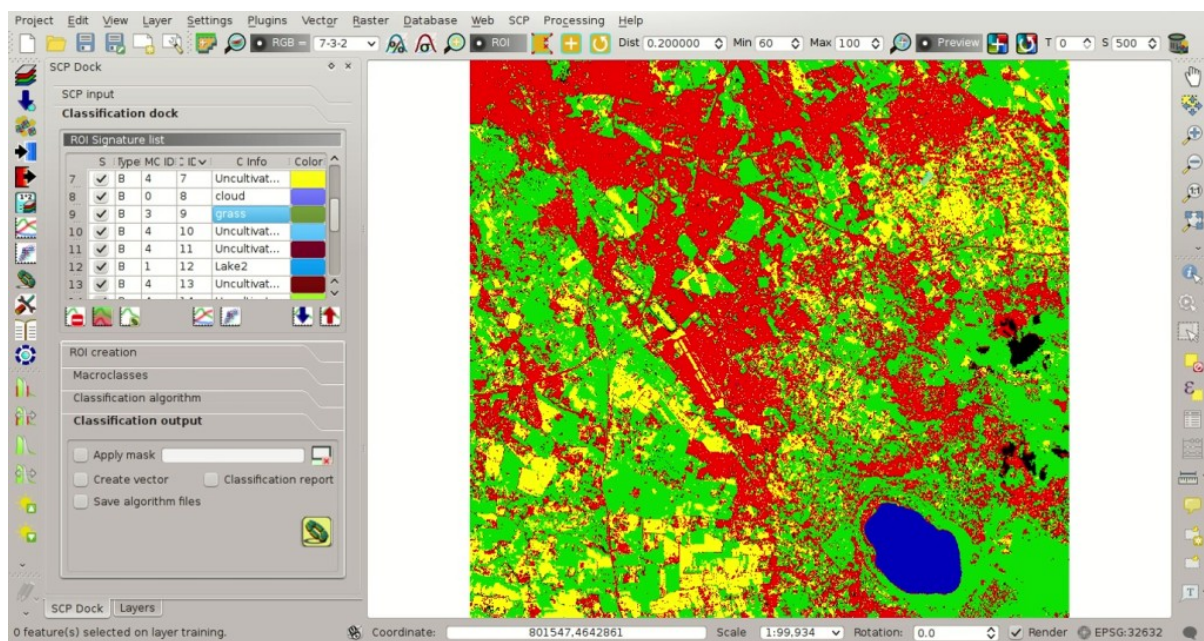 Project Edit View Layer Settings Plugins Vector Raster Database Web SCP Processing Help
RGB = 7-3-2 ROI Dist 0.200000 Min 60 Max 100 Preview T 0 S 500
SCP Dock
SCP input
Classification dock
ROI Signature list
S Type MC ID C Info Color
7 B 4 7 Uncultivat...
8 B 0 8 cloud
9 B 3 9 grass
10 B 4 10 Uncultivat...
11 B 4 11 Uncultivat...
12 B 1 12 Lake2
13 B 4 13 Uncultivat...
ROI creation
Macroclasses
Classification algorithm
Classification output
Apply mask
Create vector Classification report
Save algorithm files
SCP Dock Layers
0 feature(s) selected on layer training. Coordinate: 801547,4642861 Scale 1:99,934 Rotation: 0.0 Render EPSG:32632